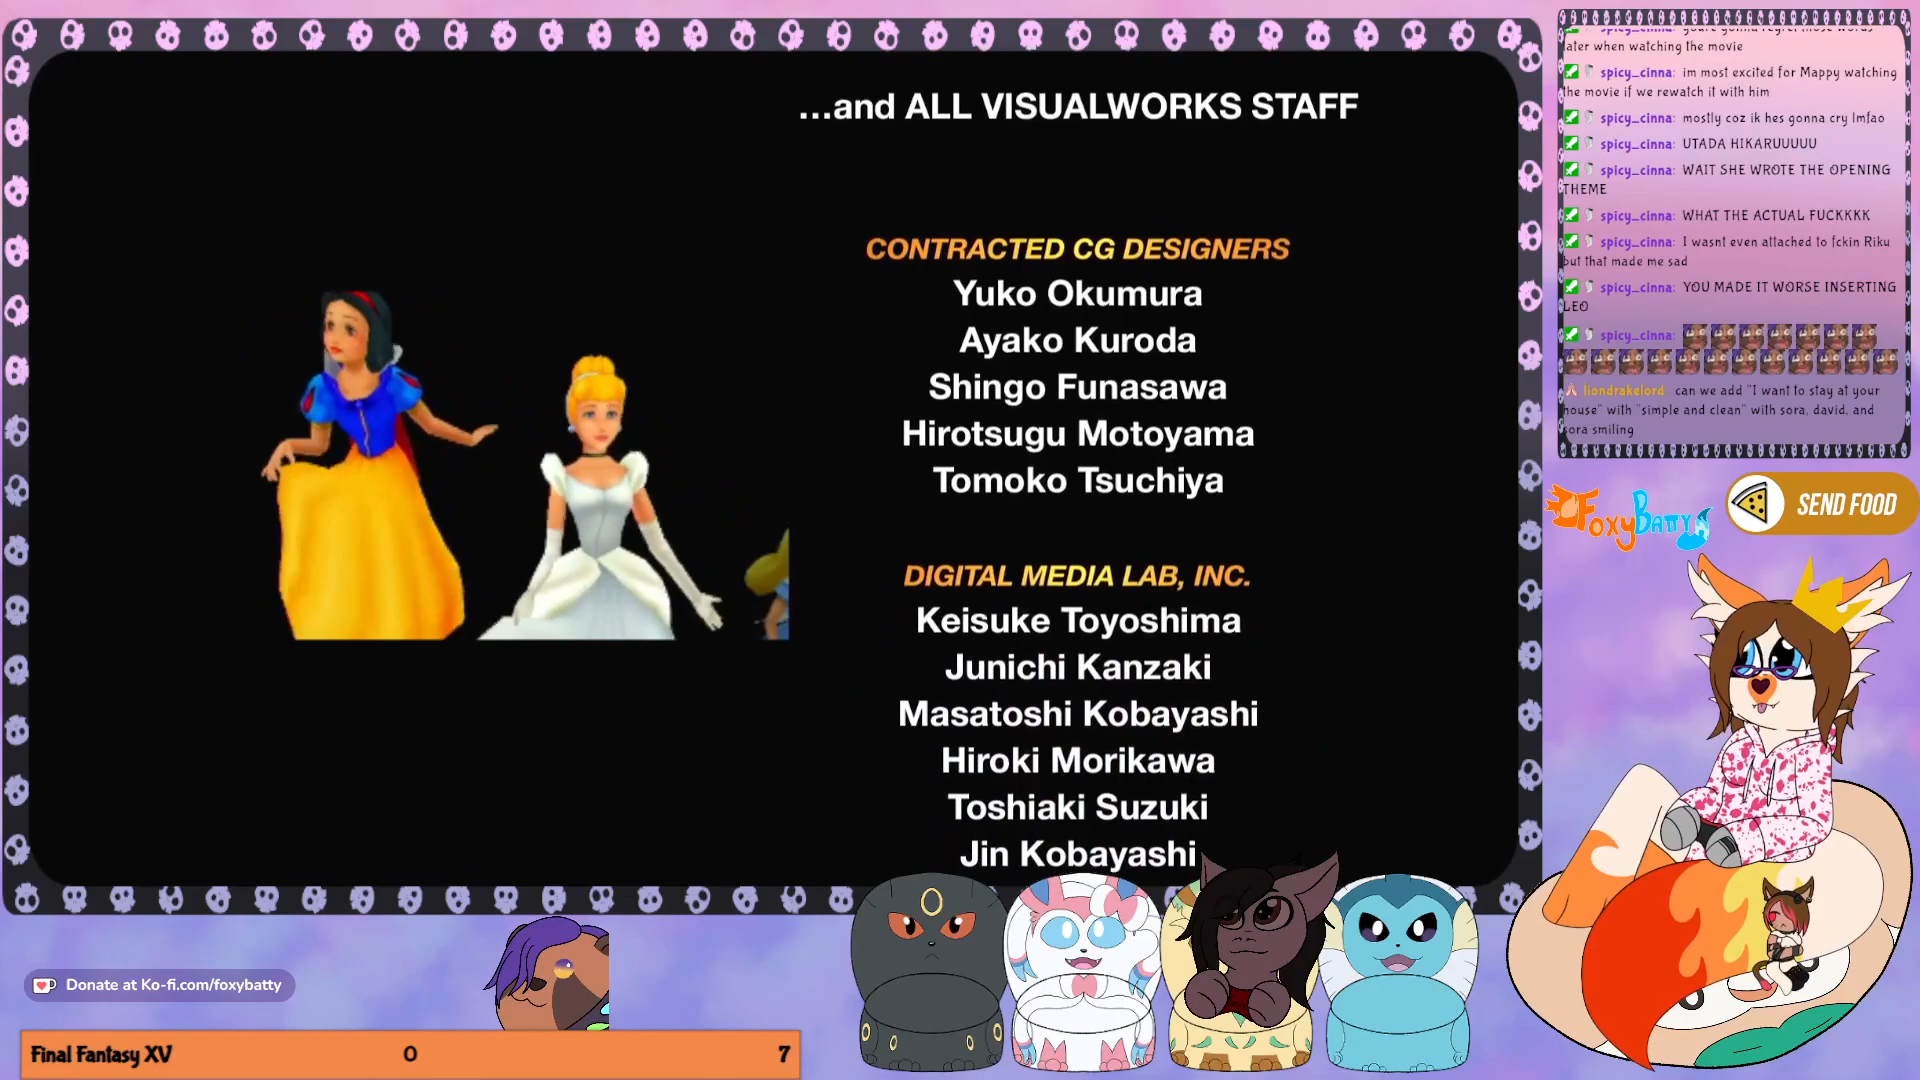 ...and ALL VISUALWORKS STAFF
CONTRACTED CG DESIGNERS
Yuko Okumura
Ayako Kuroda
Shingo Funasawa
Hirotsugu Motoyama
Tomoko Tsuchiya
DIGITAL MEDIA LAB, INC.
Keisuke Toyoshima
Junichi Kanzaki
Masatoshi Kobayashi
Hiroki Morikawa
Toshiaki Suzuki
Jin Kobayashi
later when watching the movie
spicy_cinna: im most excited for Mappy watching
the movie if we rewatch it with him
spicy_cinna: mostly coz ik hes gonna cry lmfao
spicy_cinna: UTADA HIKARUUUUU
spicy_cinna: WAIT SHE WROTE THE OPENING
THEME
spicy_cinna: WHAT THE ACTUAL FUCKKKK
spicy_cinna: I wasnt even attached to fckin Riku
but that made me sad
spicy_cinna: YOU MADE IT WORSE INSERTING
LEO
spicy_cinna:
liondrakelord can we add "I want to stay at your
house" with "simple and clean" with sora, david, and
sora smiling
FoxyBatty
SEND FOOD
Donate at Ko-fi.com/foxybatty
Final Fantasy XV 0 7